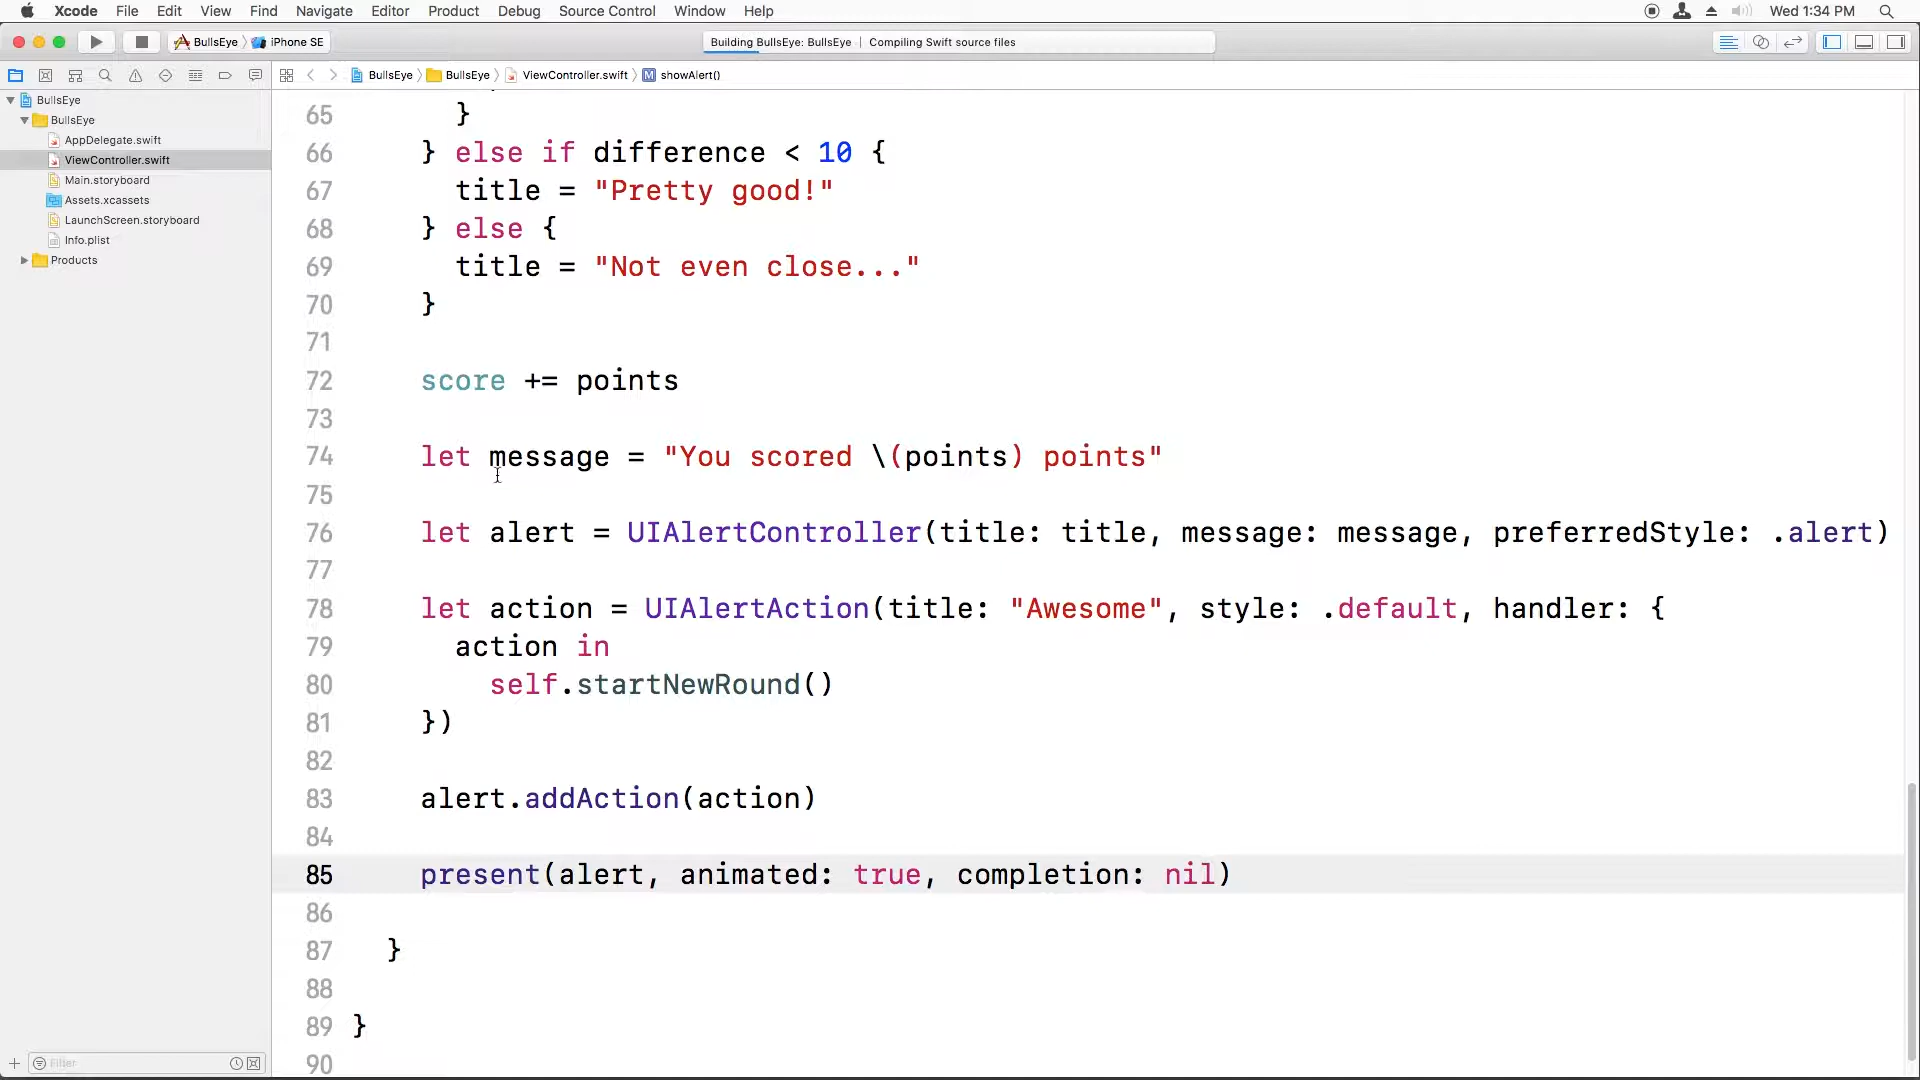 Xcode File Edit View Find Navigate Editor Product Debug Source Control Window Help Wed 1:34 PM
BullsEye iPhone SE Building BullsEye: BullsEye | Compiling Swift source files
BullsEye BullsEye ViewController.swift M showAlert()
BullsEye
BullsEye
AppDelegate.swift
ViewController.swift
Main.storyboard
Assets.xcassets
LaunchScreen.storyboard
Info.plist
Products
Filter
65 }
66 } else if difference < 10 {
67 title = "Pretty good!"
68 } else {
69 title = "Not even close..."
70 }
71
72 score += points
73
74 let message = "You scored \(points) points"
75
76 let alert = UIAlertController(title: title, message: message, preferredStyle: .alert)
77
78 let action = UIAlertAction(title: "Awesome", style: .default, handler: {
79 action in
80 self.startNewRound()
81 })
82
83 alert.addAction(action)
84
85 present(alert, animated: true, completion: nil)
86
87 }
88
89 }
90